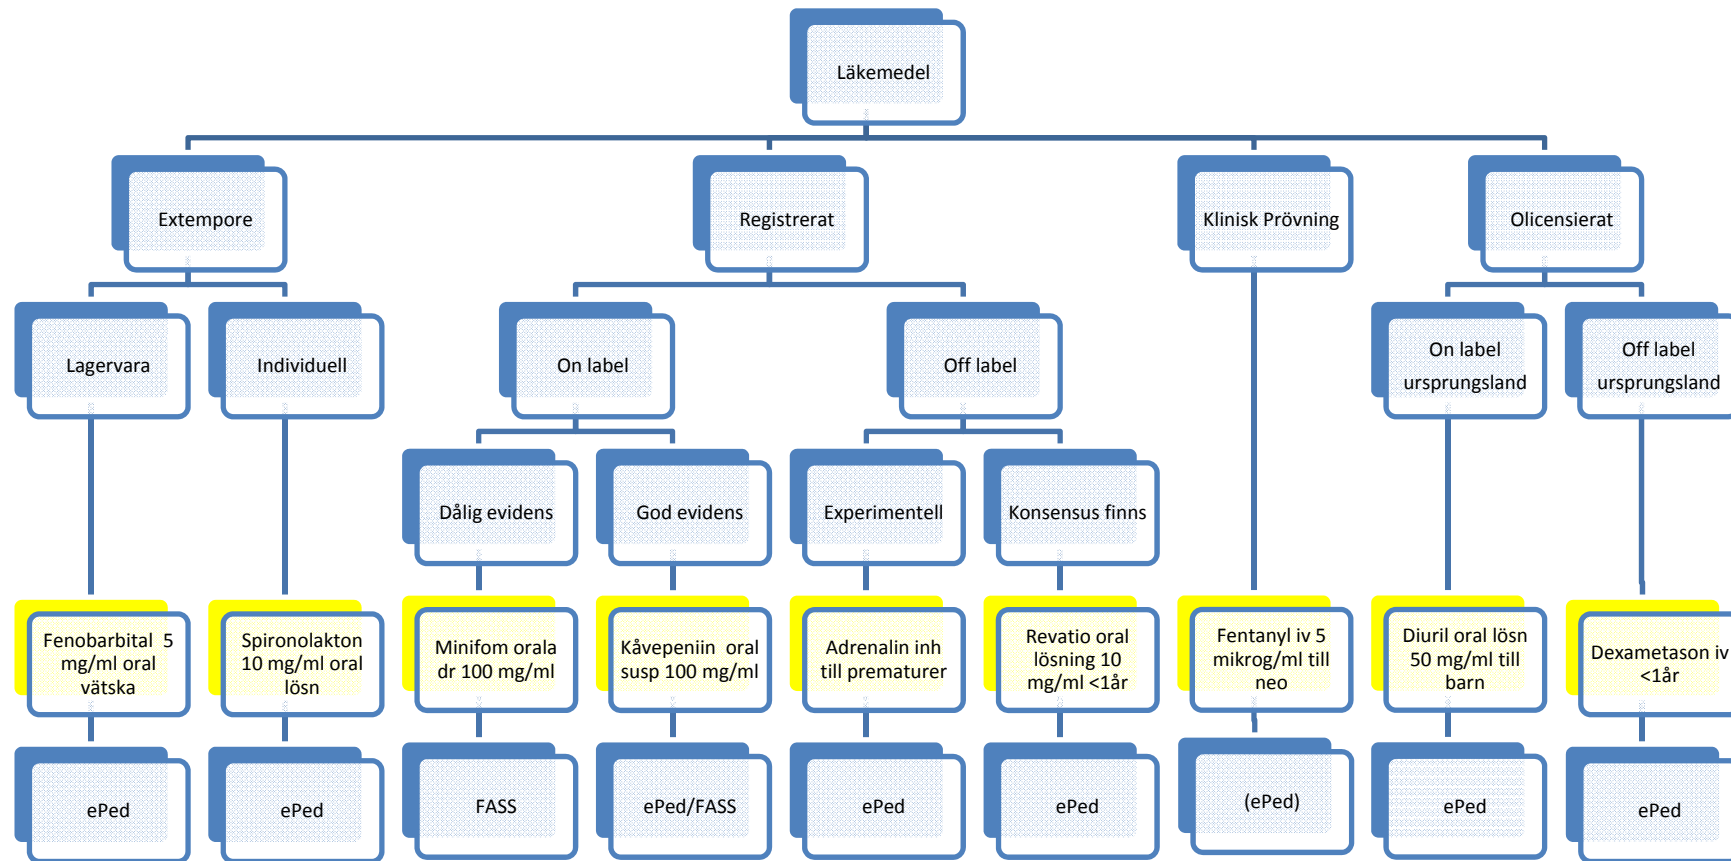 Läkemedel
Extempore
Registrerat
Klinisk Prövning
Olicensierat
Lagervara
Individuell
On label
Off label
On label
ursprungsland
Off label
ursprungsland
Dålig evidens
God evidens
Experimentell
Konsensus finns
Fenobarbital 5
mg/ml oral
vätska
Spironolakton
10 mg/ml oral
lösn
Minifom orala
dr 100 mg/ml
Kåvepeniin oral
susp 100 mg/ml
Adrenalin inh
till prematurer
Revatio oral
lösning 10
mg/ml <1år
Fentanyl iv 5
mikrog/ml till
neo
Diuril oral lösn
50 mg/ml till
barn
Dexametason iv
<1år
ePed
ePed
FASS
ePed/FASS
ePed
ePed
(ePed)
ePed
ePed